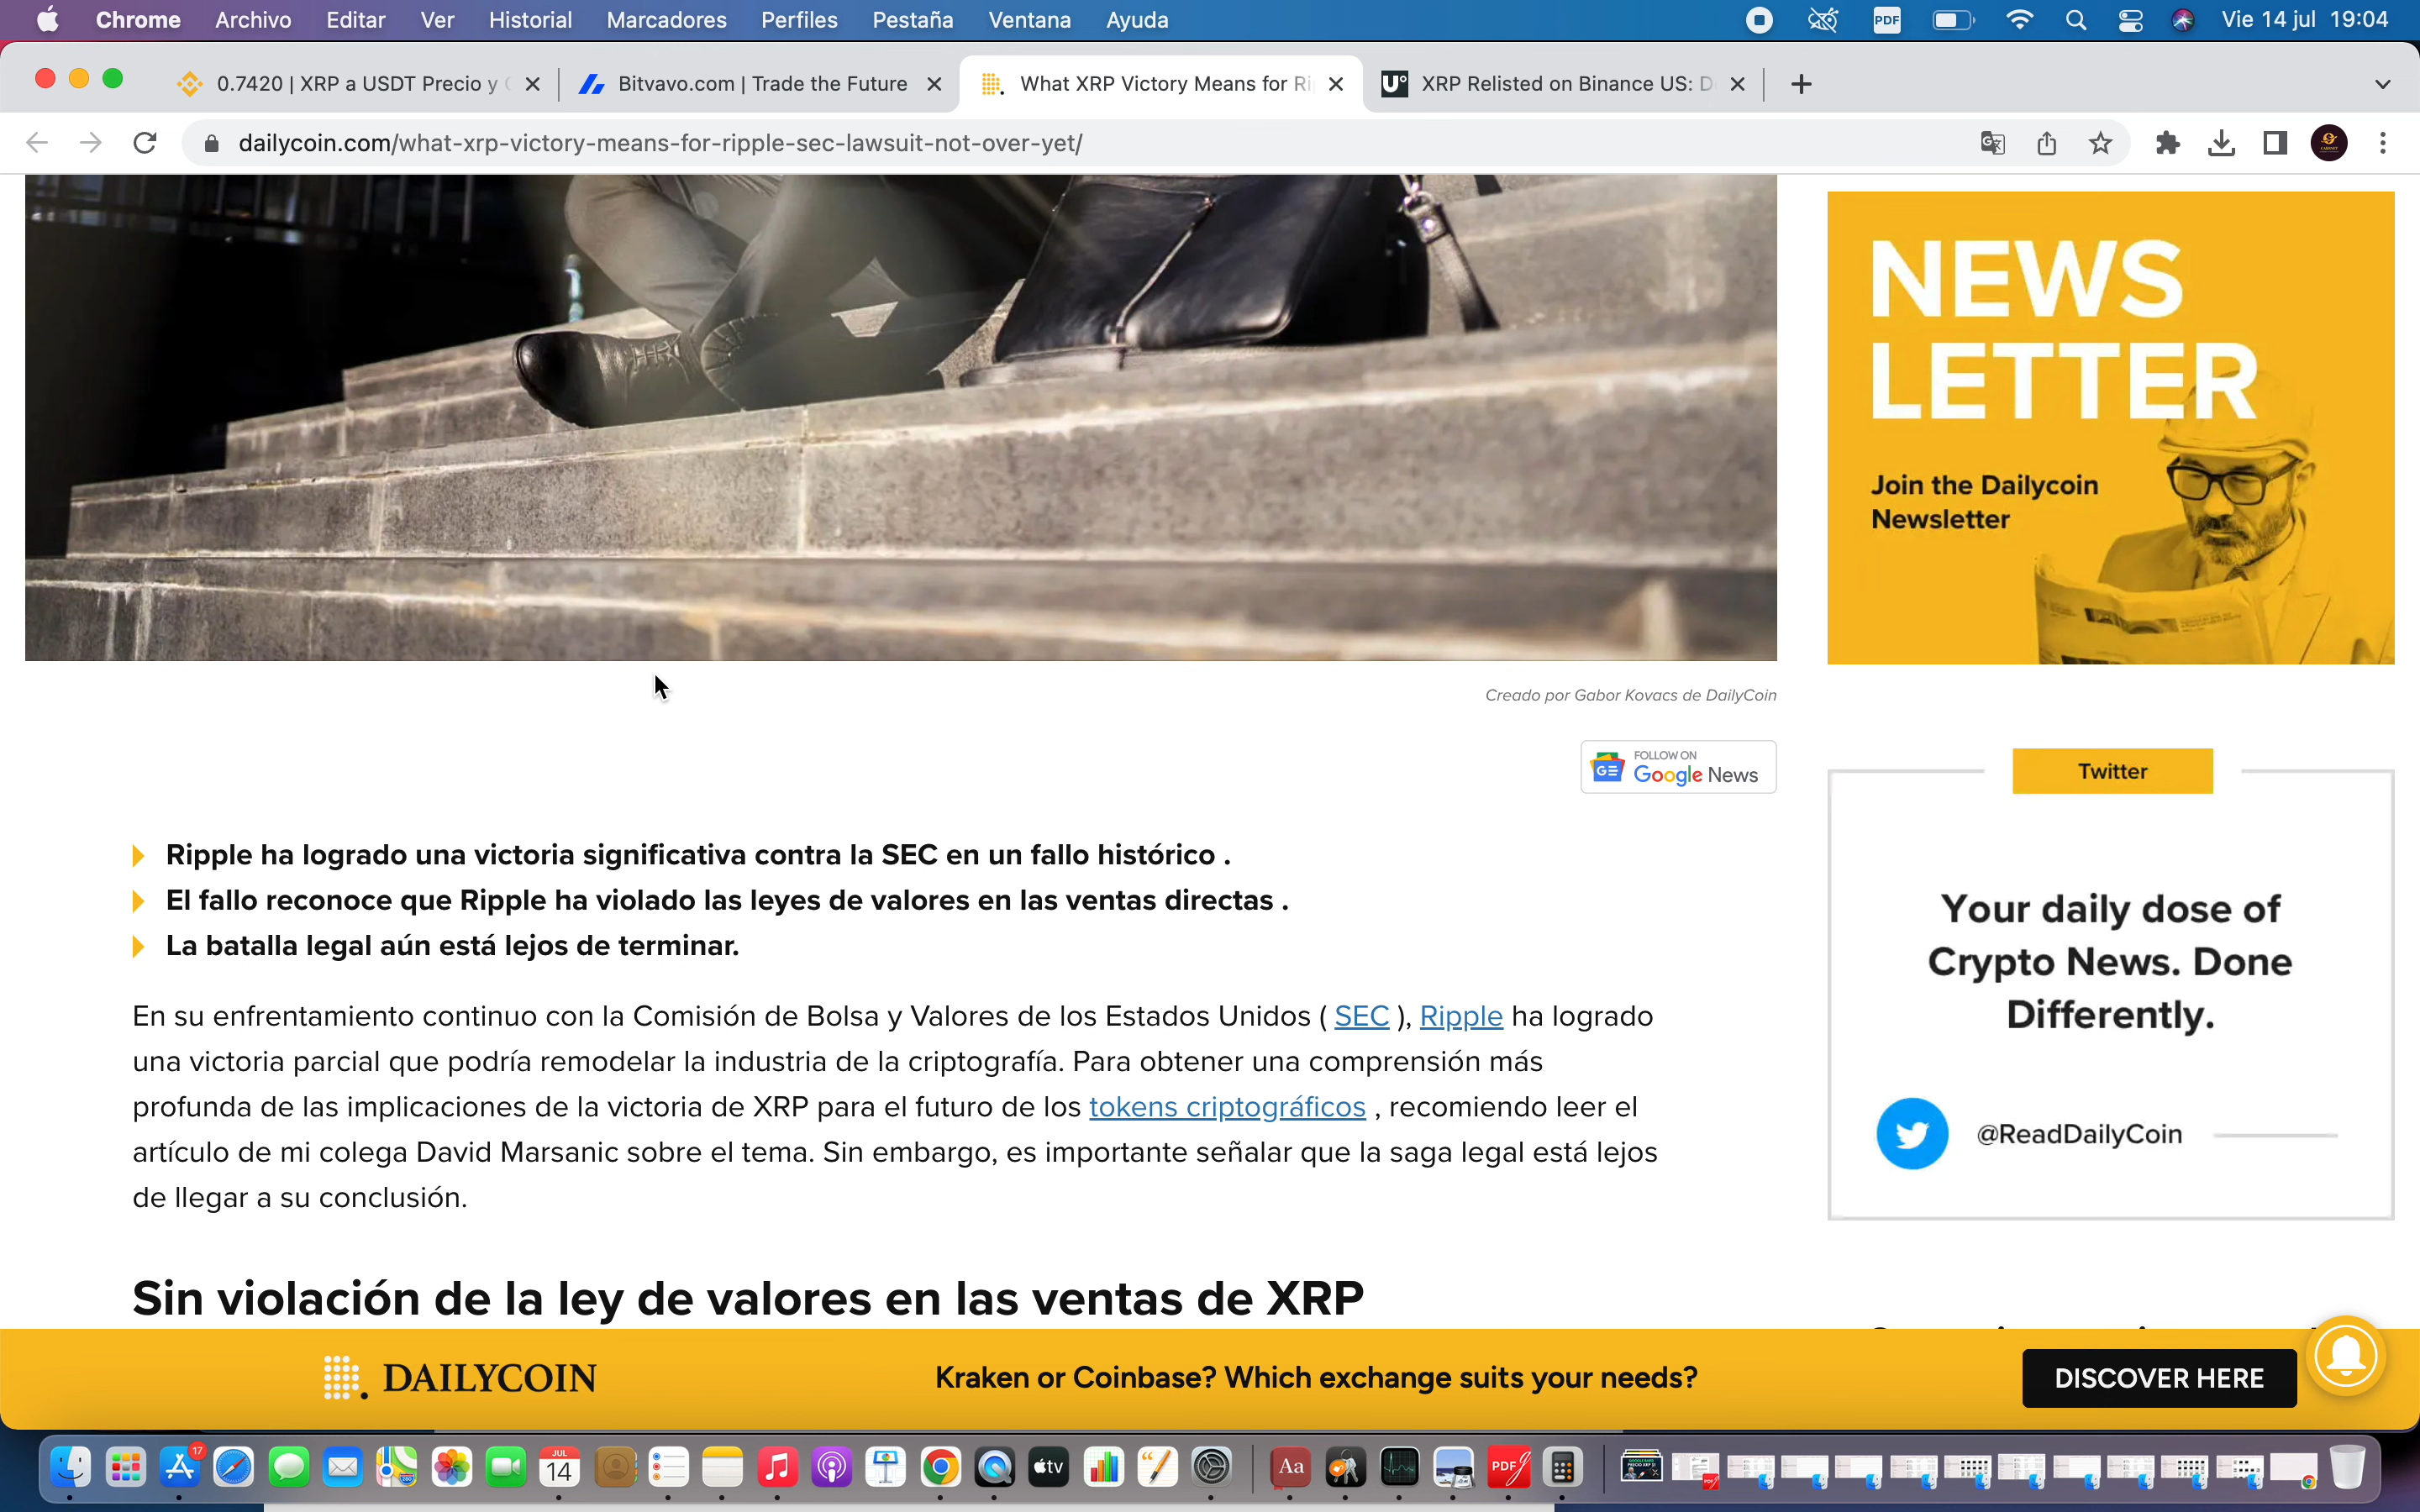 Chrome Archivo Editar Ver Historial Marcadores Perfiles Pestaña Ventana Ayuda PDF Vie 14 jul 19:04
0.7420 | XRP a USDT Precio y Bitvavo.com | Trade the Future What XRP Victory Means for XRP Relisted on Binance US:
dailycoin.com/what-xrp-victory-means-for-ripple-sec-lawsuit-not-over-yet/
NEWS
LETTER
Join the Dailycoin
Newsletter
Creado por Gabor Kovacs de DailyCoin
FOLLOW ON
Google News
Ripple ha logrado una victoria significativa contra la SEC en un fallo histórico .
El fallo reconoce que Ripple ha violado las leyes de valores en las ventas directas .
La batalla legal aún está lejos de terminar.
En su enfrentamiento continuo con la Comisión de Bolsa y Valores de los Estados Unidos ( SEC ), Ripple ha logrado
una victoria parcial que podría remodelar la industria de la criptografía. Para obtener una comprensión más
profunda de las implicaciones de la victoria de XRP para el futuro de los tokens criptográficos , recomiendo leer el
artículo de mi colega David Marsanic sobre el tema. Sin embargo, es importante señalar que la saga legal está lejos
de llegar a su conclusión.
Sin violación de la ley de valores en las ventas de XRP
Twitter
Your daily dose of
Crypto News. Done
Differently.
@ReadDailyCoin
DAILYCOIN Kraken or Coinbase? Which exchange suits your needs? DISCOVER HERE
17
JUL
14
tv
Aa
PDF